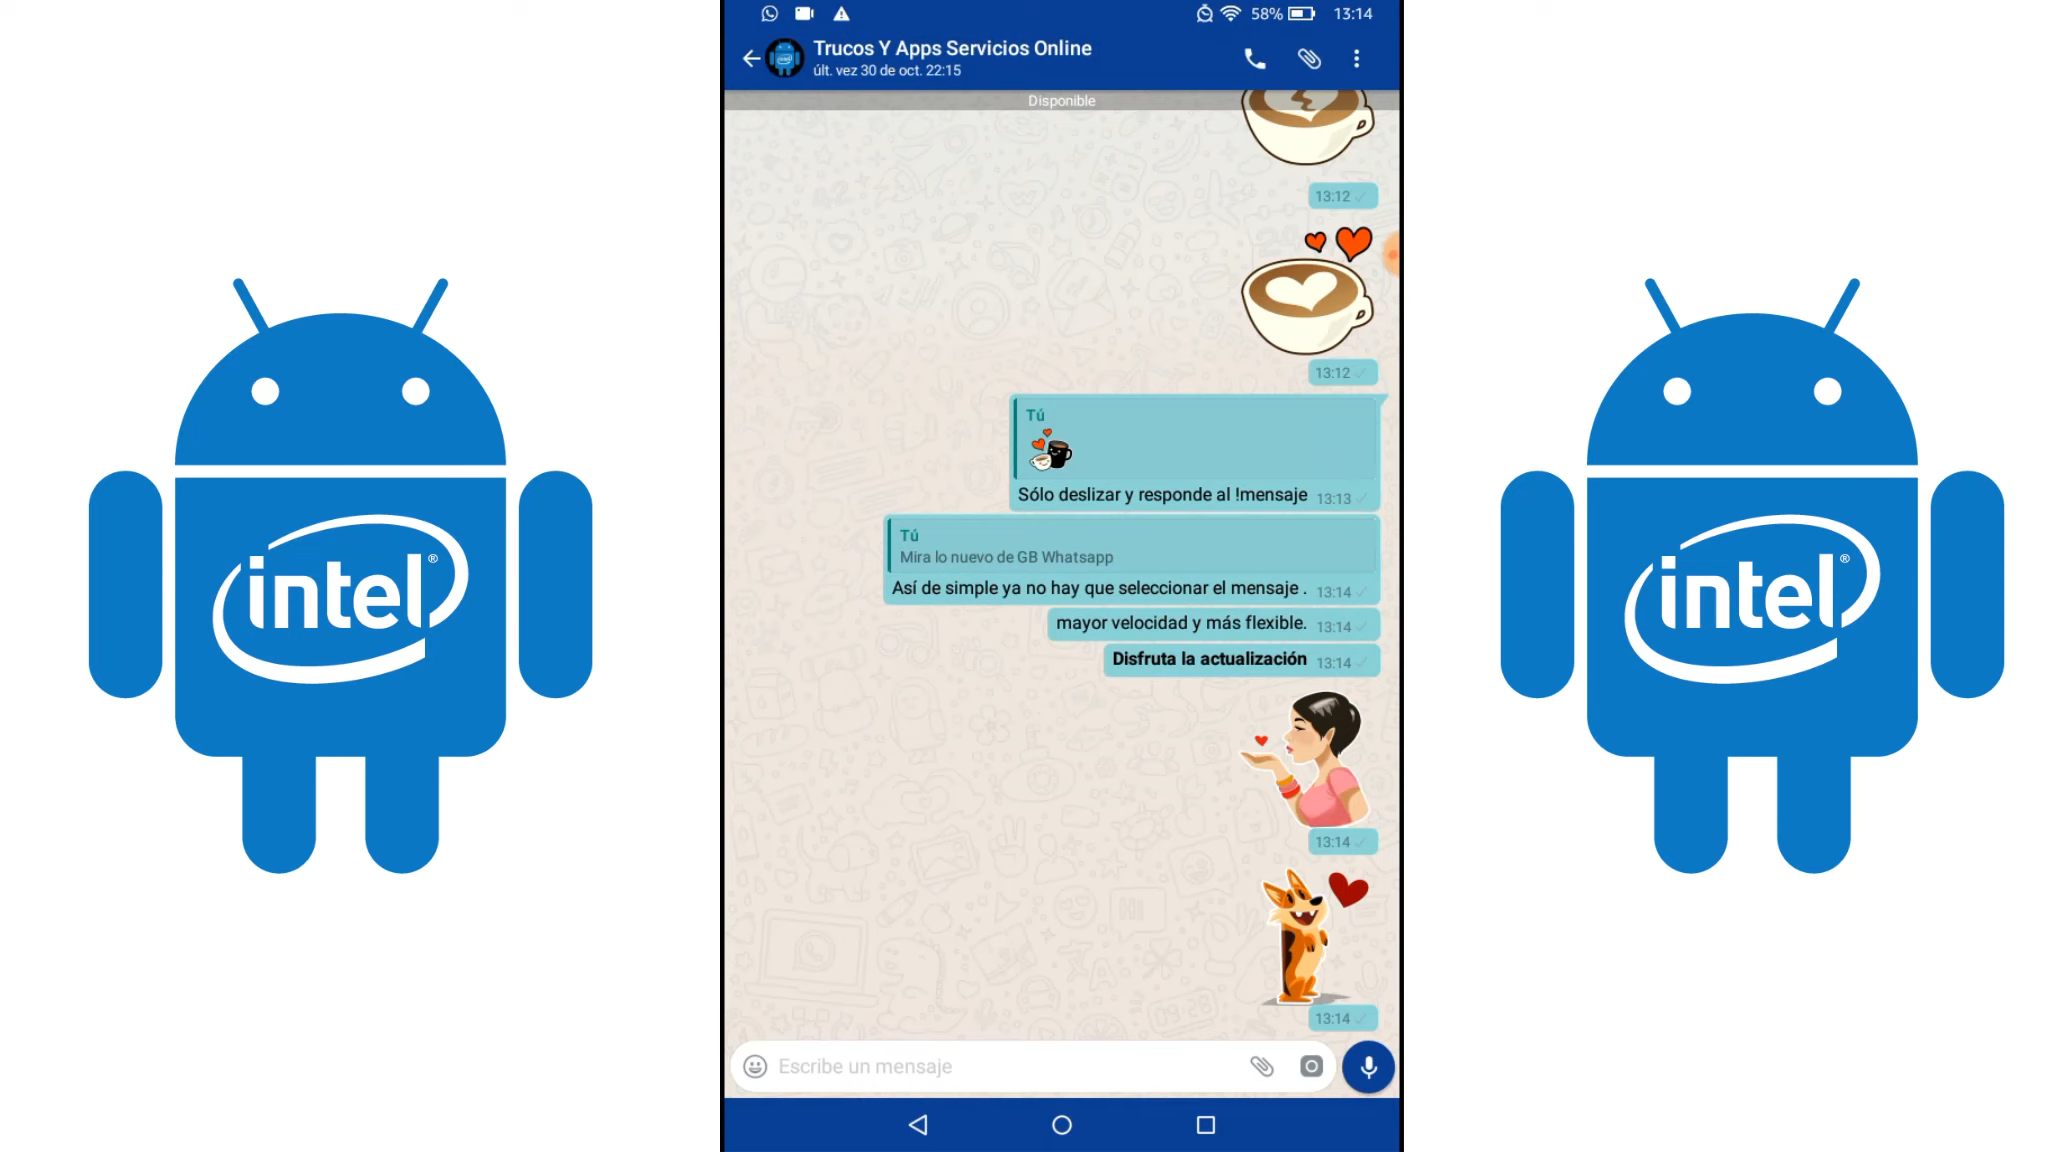 58% 13:14
Trucos Y Apps Servicios Online
últ. vez 30 de oct. 22:15
Disponible
13:12
13:12
Tú
Sólo deslizar y responde al !mensaje 13:13
Tú
Mira lo nuevo de GB Whatsapp
Así de simple ya no hay que seleccionar el mensaje . 13:14
mayor velocidad y más flexible. 13:14
Disfruta la actualización 13:14
13:14
13:14
Escribe un mensaje
intel®
intel®